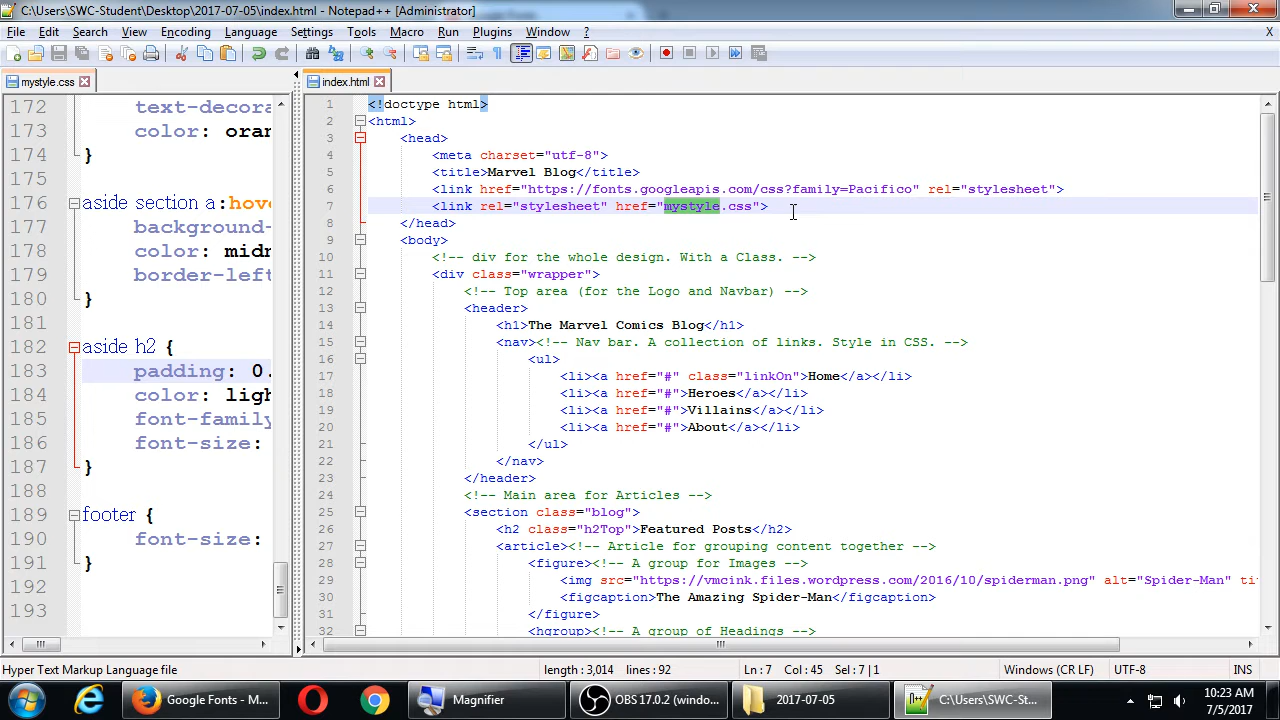 C:\Users\SWC-Student\Desktop\2017-07-05\index.html - Notepad++ [Administrator]
File Edit Search View Encoding Language Settings Tools Macro Run Plugins Window ? X
mystyle.css
index.html
172 text-decora
173 color: oran
174 }
175
176 aside section a:hove
177 background-
178 color: midn
179 border-left
180 }
181
182 aside h2 {
183 padding: 0.
184 color: ligh
185 font-family
186 font-size:
187 }
188
189 footer {
190 font-size:
191 }
192
193
1 <!doctype html>
2 <html>
3 <head>
4 <meta charset="utf-8">
5 <title>Marvel Blog</title>
6 <link href="https://fonts.googleapis.com/css?family=Pacifico" rel="stylesheet">
7 <link rel="stylesheet" href="mystyle.css">
8 </head>
9 <body>
10 <!-- div for the whole design. With a Class. -->
11 <div class="wrapper">
12 <!-- Top area (for the Logo and Navbar) -->
13 <header>
14 <h1>The Marvel Comics Blog</h1>
15 <nav><!-- Nav bar. A collection of links. Style in CSS. -->
16 <ul>
17 <li><a href="#" class="linkOn">Home</a></li>
18 <li><a href="#">Heroes</a></li>
19 <li><a href="#">Villains</a></li>
20 <li><a href="#">About</a></li>
21 </ul>
22 </nav>
23 </header>
24 <!-- Main area for Articles -->
25 <section class="blog">
26 <h2 class="h2Top">Featured Posts</h2>
27 <article><!-- Article for grouping content together -->
28 <figure><!-- A group for Images -->
29 <img src="https://vmcink.files.wordpress.com/2016/10/spiderman.png" alt="Spider-Man" tit
30 <figcaption>The Amazing Spider-Man</figcaption>
31 </figure>
32 <hgroup><!-- A group of Headings -->
Hyper Text Markup Language file length : 3,014 lines : 92 Ln : 7 Col : 45 Sel : 7 | 1 Windows (CR LF) UTF-8 INS
Google Fonts - M...
Magnifier
OBS 17.0.2 (windo...
2017-07-05
C:\Users\SWC-St...
10:23 AM
7/5/2017